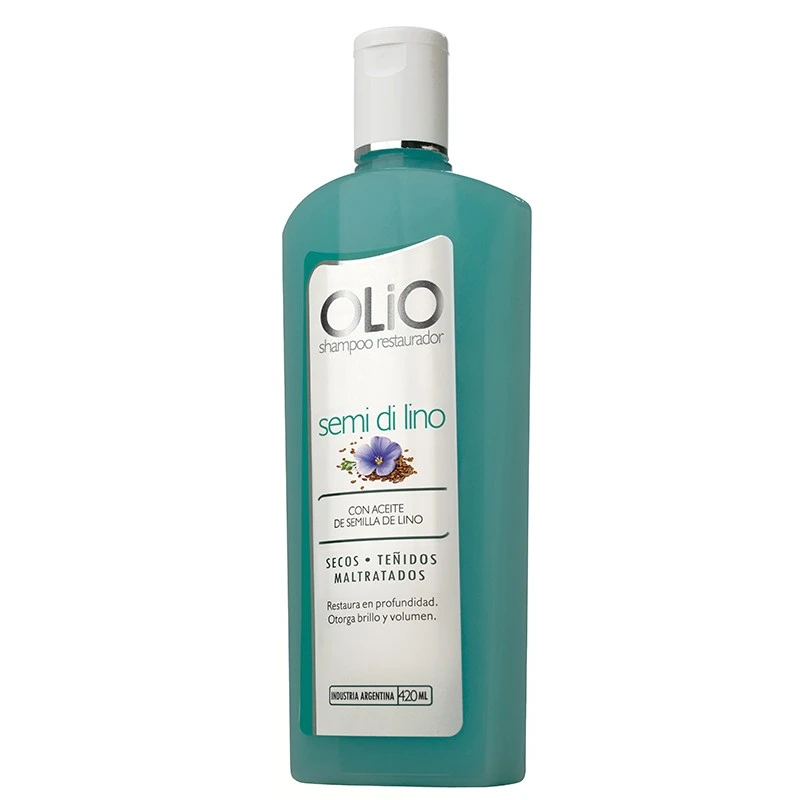 OLiO
shampoo restaurador
semi di lino
CON ACEITE
DE SEMILLA DE LINO
SECOS • TEÑIDOS
MALTRATADOS
Restaura en profundidad.
Otorga brillo y volumen.
INDUSTRIA ARGENTINA 420 ML